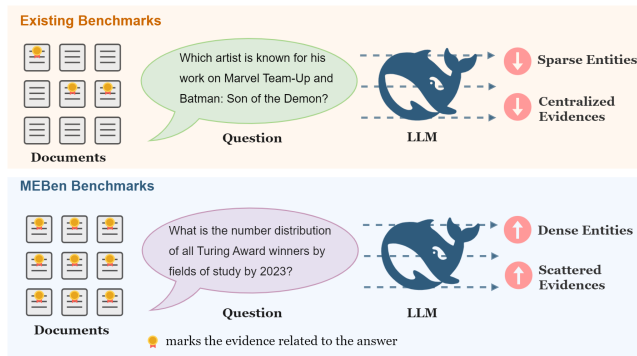 Existing Benchmarks
Which artist is known for his
work on Marvel Team-Up and
Batman: Son of the Demon?
Sparse Entities
Centralized
Evidences
Documents
Question
LLM
MEBen Benchmarks
What is the number distribution
of all Turing Award winners by
fields of study by 2023?
Dense Entities
Scattered
Evidences
Documents
Question
LLM
marks the evidence related to the answer